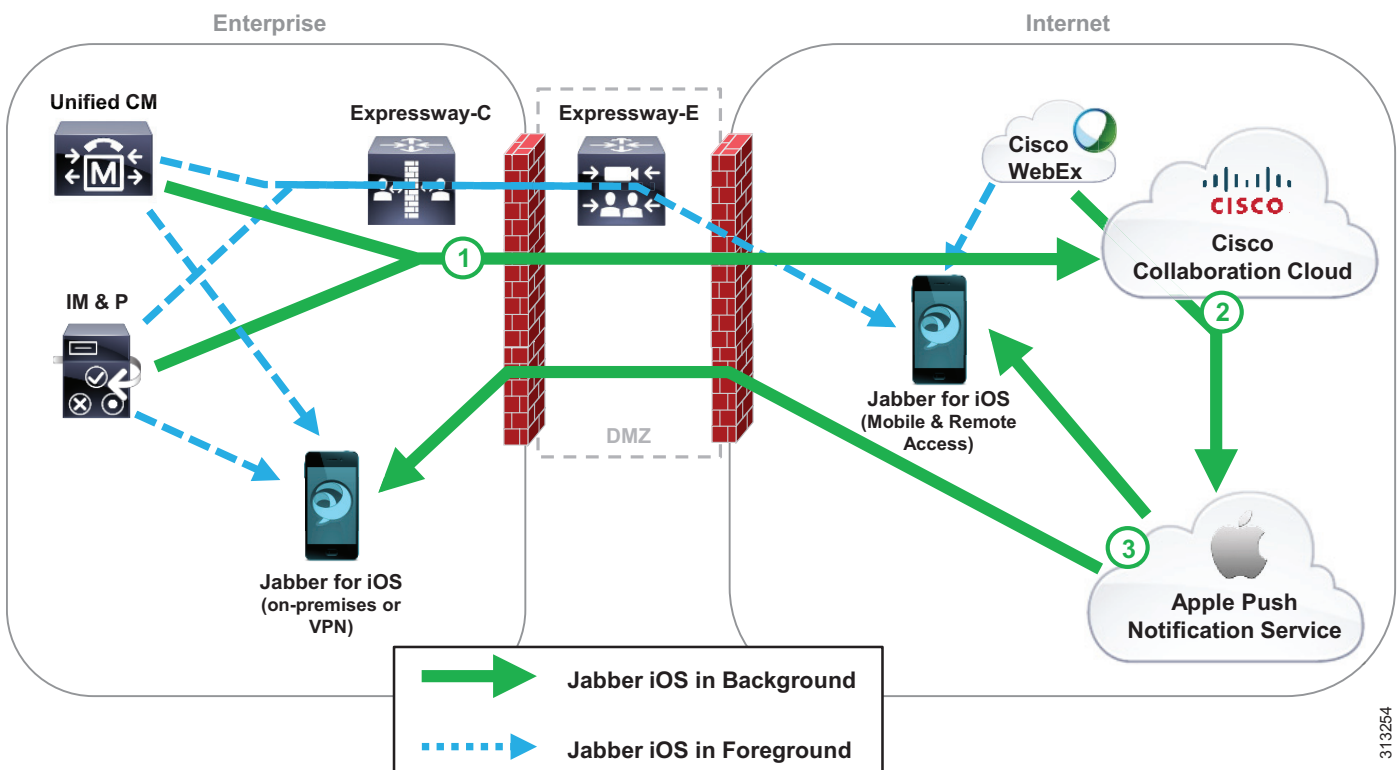 Enterprise
Internet
Unified CM
Expressway-C
Expressway-E
Cisco
WebEx
CISCO
Cisco
Collaboration Cloud
M
1
IM & P
2
Jabber for iOS
(Mobile & Remote
Access)
DMZ
3
Jabber for iOS
(on-premises or
VPN)
Apple Push
Notification Service
Jabber iOS in Background
Jabber iOS in Foreground
313254